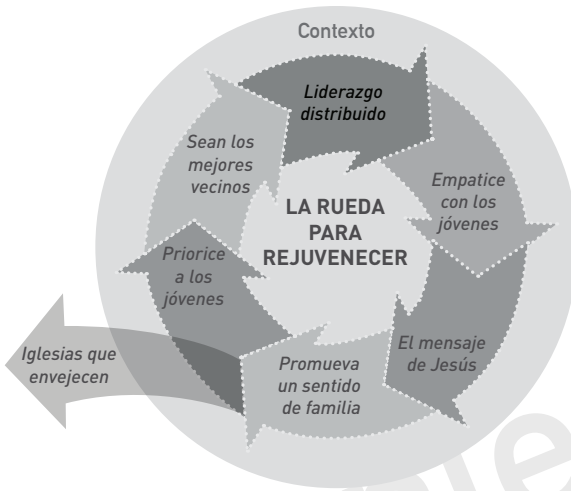 Contexto
Liderazgo
distribuido
Empatice
con los
jóvenes
El mensaje
de Jesús
Promueva
un sentido
de familia
Priorice
a los
jóvenes
Sean los
mejores
vecinos
LA RUEDA
PARA
REJUVENECER
Iglesias que
envejecen